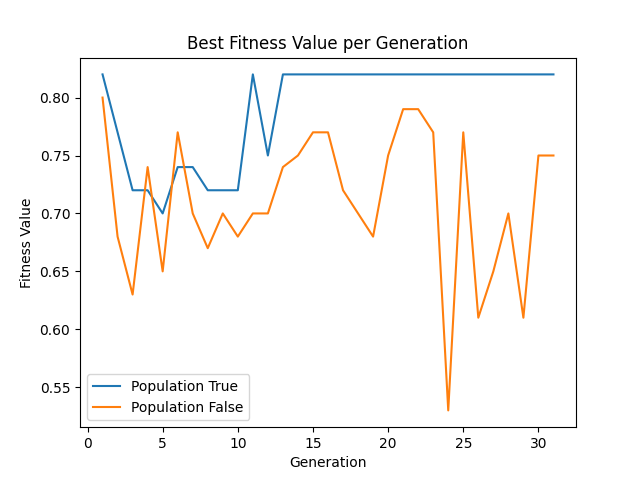 Best Fitness Value per Generation
Fitness Value
0.80
0.75
0.70
0.65
0.60
0.55
Population True
Population False
0 5 10 15 20 25 30
Generation